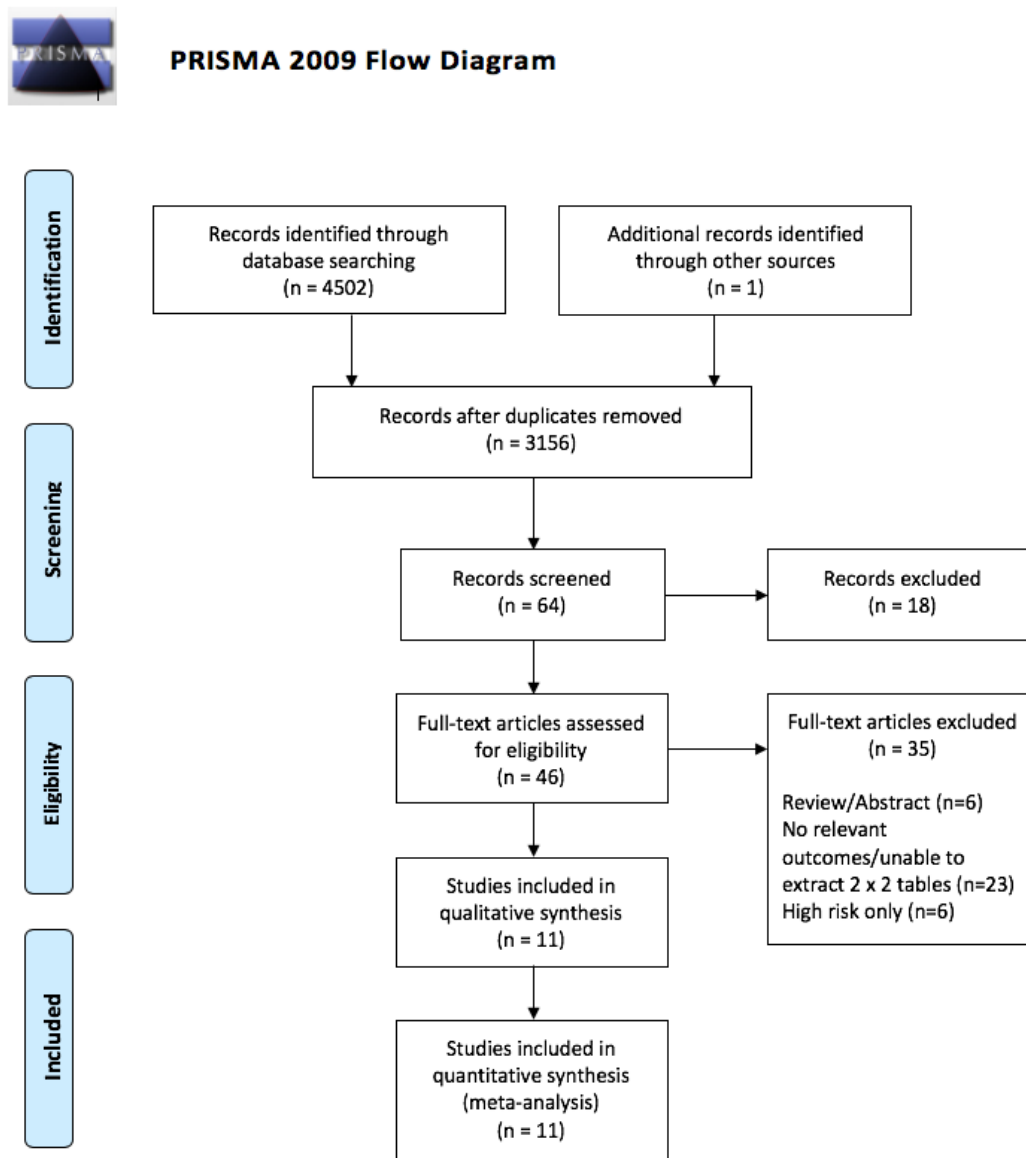 PRISMA
PRISMA 2009 Flow Diagram
Identification
Records identified through
database searching
(n = 4502)
Additional records identified
through other sources
(n = 1)
Records after duplicates removed
(n = 3156)
Screening
Records screened
(n = 64)
Records excluded
(n = 18)
Eligibility
Full-text articles assessed
for eligibility
(n = 46)
Full-text articles excluded
(n = 35)
Review/Abstract (n=6)
No relevant
outcomes/unable to
extract 2 x 2 tables (n=23)
High risk only (n=6)
Studies included in
qualitative synthesis
(n = 11)
Included
Studies included in
quantitative synthesis
(meta-analysis)
(n = 11)